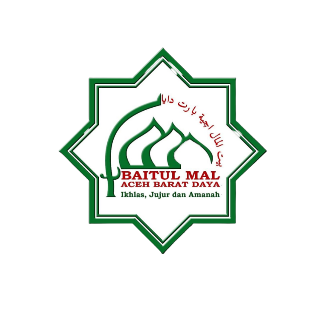 بيت المال اچيه بارت دايا
BAITUL MAL
ACEH BARAT DAYA
Ikhlas, Jujur dan Amanah